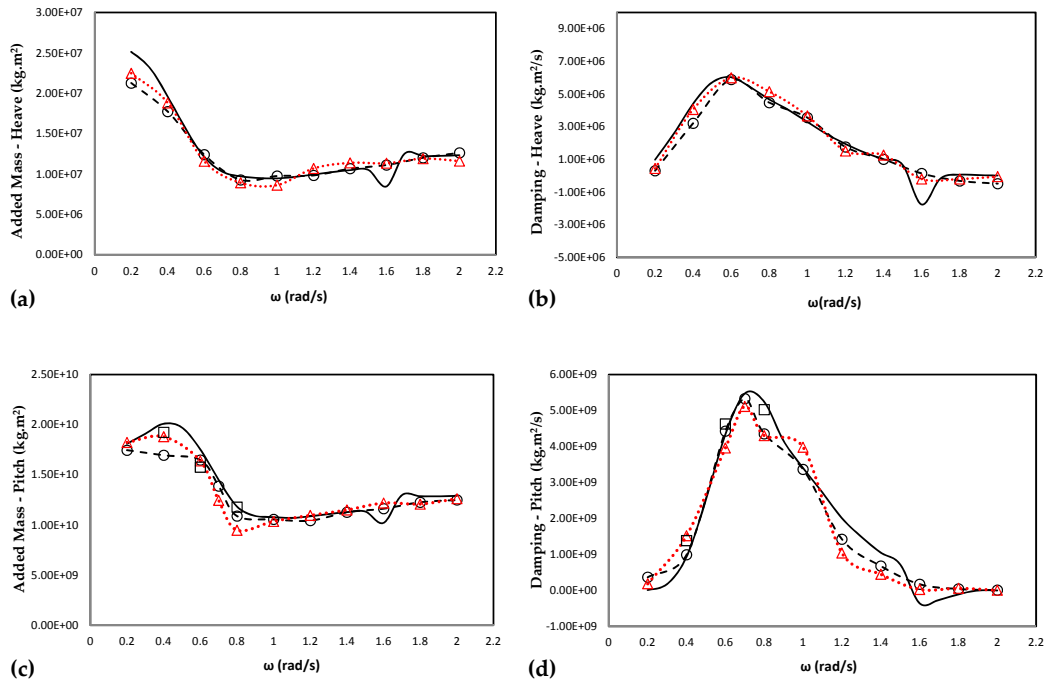 Added Mass - Heave (kg.m²)
3.00E+07
2.50E+07
2.00E+07
1.50E+07
1.00E+07
5.00E+06
0.00E+00
0 0.2 0.4 0.6 0.8 1 1.2 1.4 1.6 1.8 2 2.2
ω (rad/s)
(a)
Damping - Heave (kg.m²/s)
9.00E+06
7.00E+06
5.00E+06
3.00E+06
1.00E+06
-1.00E+06
-3.00E+06
-5.00E+06
0 0.2 0.4 0.6 0.8 1 1.2 1.4 1.6 1.8 2 2.2
ω(rad/s)
(b)
Added Mass - Pitch (kg.m²)
2.50E+10
2.00E+10
1.50E+10
1.00E+10
5.00E+09
0.00E+00
0 0.2 0.4 0.6 0.8 1 1.2 1.4 1.6 1.8 2 2.2
ω (rad/s)
(c)
Damping - Pitch (kg.m²/s)
6.00E+09
5.00E+09
4.00E+09
3.00E+09
2.00E+09
1.00E+09
0.00E+00
-1.00E+09
0 0.2 0.4 0.6 0.8 1 1.2 1.4 1.6 1.8 2 2.2
ω (rad/s)
(d)